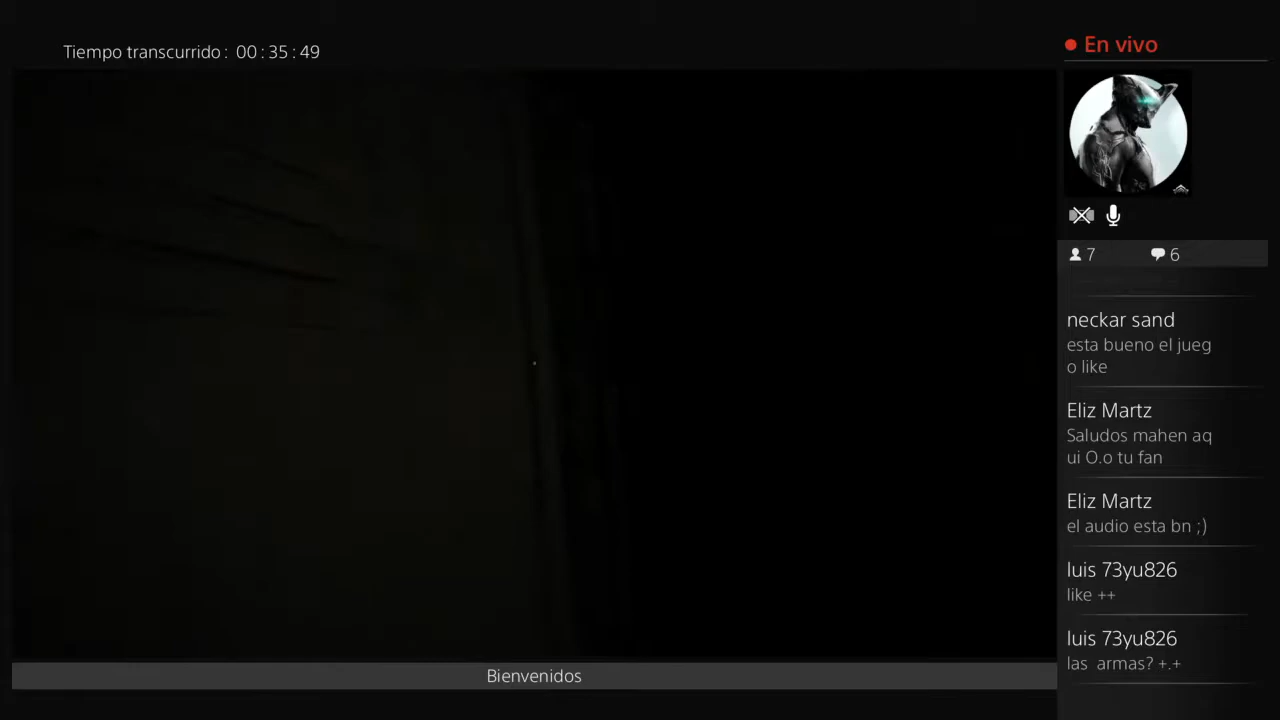 Tiempo transcurrido: 00:35:49
En vivo
7
6
neckar sand
esta bueno el jueg
o like
Eliz Martz
Saludos mahen aq
ui O.o tu fan
Eliz Martz
el audio esta bn ;)
luis 73yu826
like ++
luis 73yu826
las armas? +.+
Bienvenidos